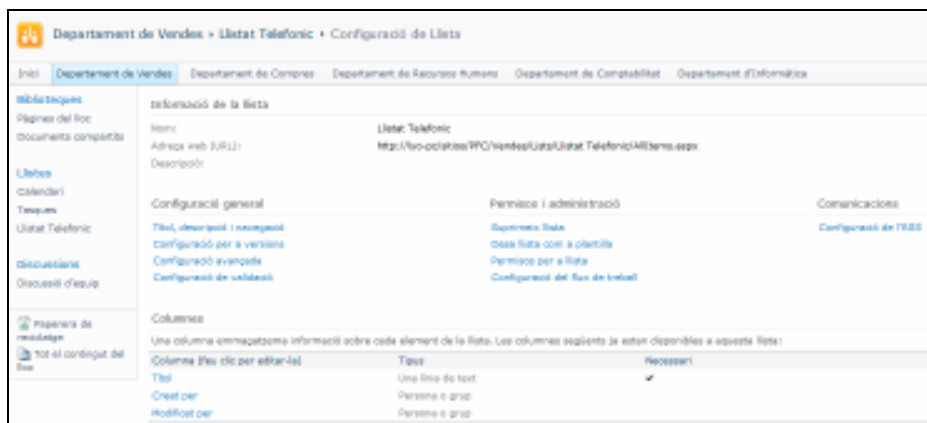 Departament de Vendes › Llistat Telefonic › Configuració de Llista
Inici Departament de Vendes Departament de Compres Departament de Recursos Humans Departament de Comptabilitat Departament d'Informàtica
Biblioteques
Pàgines del lloc
Documents compartits
Llistes
Calendari
Tasques
Llistat Telefonic
Discussions
Discussió d'equip
Paperera de reciclatge
Tot el contingut del lloc
Informació de la llista
Nom: Llistat Telefonic
Adreça web (URL): 
Descripció:
Configuració general Permisos i administració Comunicacions
Títol, descripció i navegació Suprimeix llista Configuració de l'RSS
Configuració per a versions Desa llista com a plantilla
Configuració avançada Permisos per a llista
Configuració de validació Configuració del flux de treball
Columnes
Una columna emmagatzema informació sobre cada element de la llista. Les columnes següents ja estan disponibles a aquesta llista:
Columna (feu clic per editar-la) Tipus Necessari
Títol Una línia de text ✔
Creat per Persona o grup
Modificat per Persona o grup